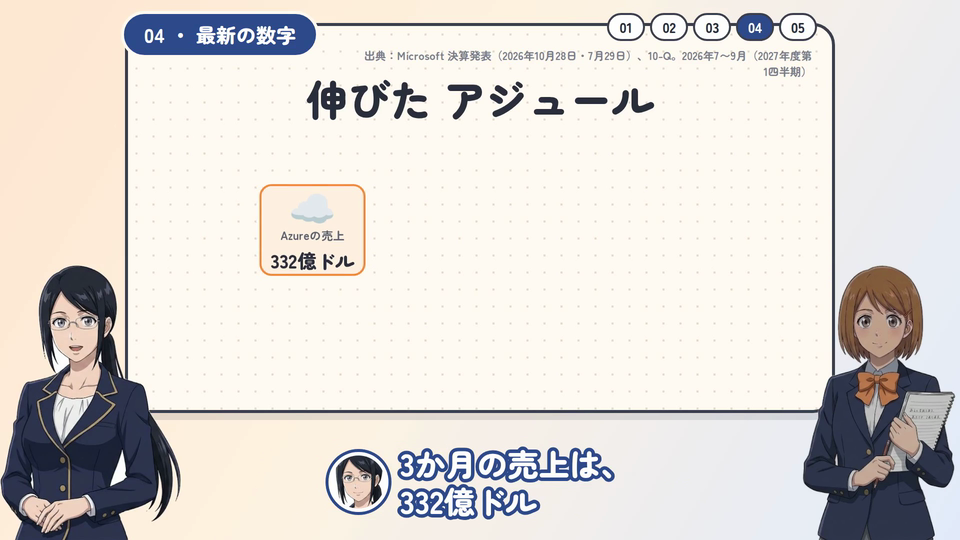 04 ・ 最新の数字
01 02 03 04 05
出典：Microsoft 決算発表（2026年10月28日・7月29日）、10-Q。2026年7〜9月（2027年度第
1四半期）
伸びた アジュール
Azureの売上
332億ドル
3か月の売上は、
332億ドル